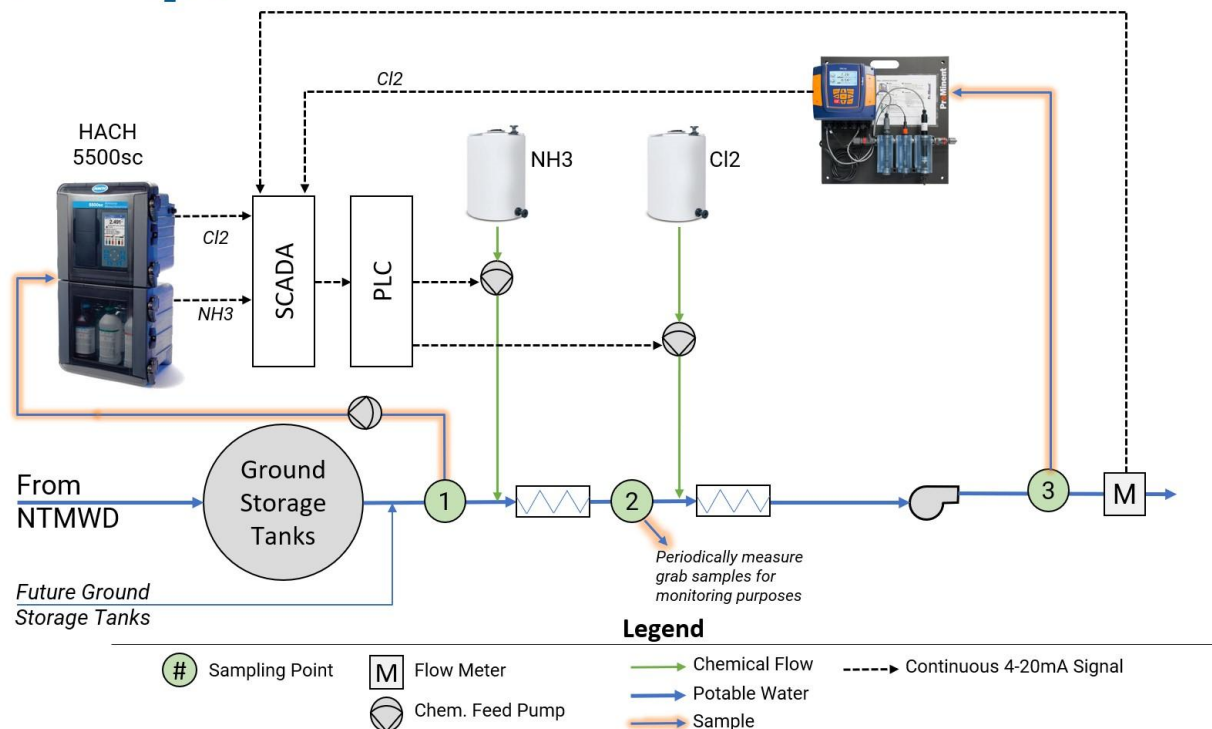 Cl2
HACH
5500sc
NH3
Cl2
ProMinent
Cl2
NH3
SCADA
PLC
From
NTMWD
Ground
Storage
Tanks
1
2
3
M
Periodically measure
grab samples for
monitoring purposes
Future Ground
Storage Tanks
Legend
# Sampling Point
M Flow Meter
Chem. Feed Pump
Chemical Flow
Potable Water
Sample
Continuous 4-20mA Signal